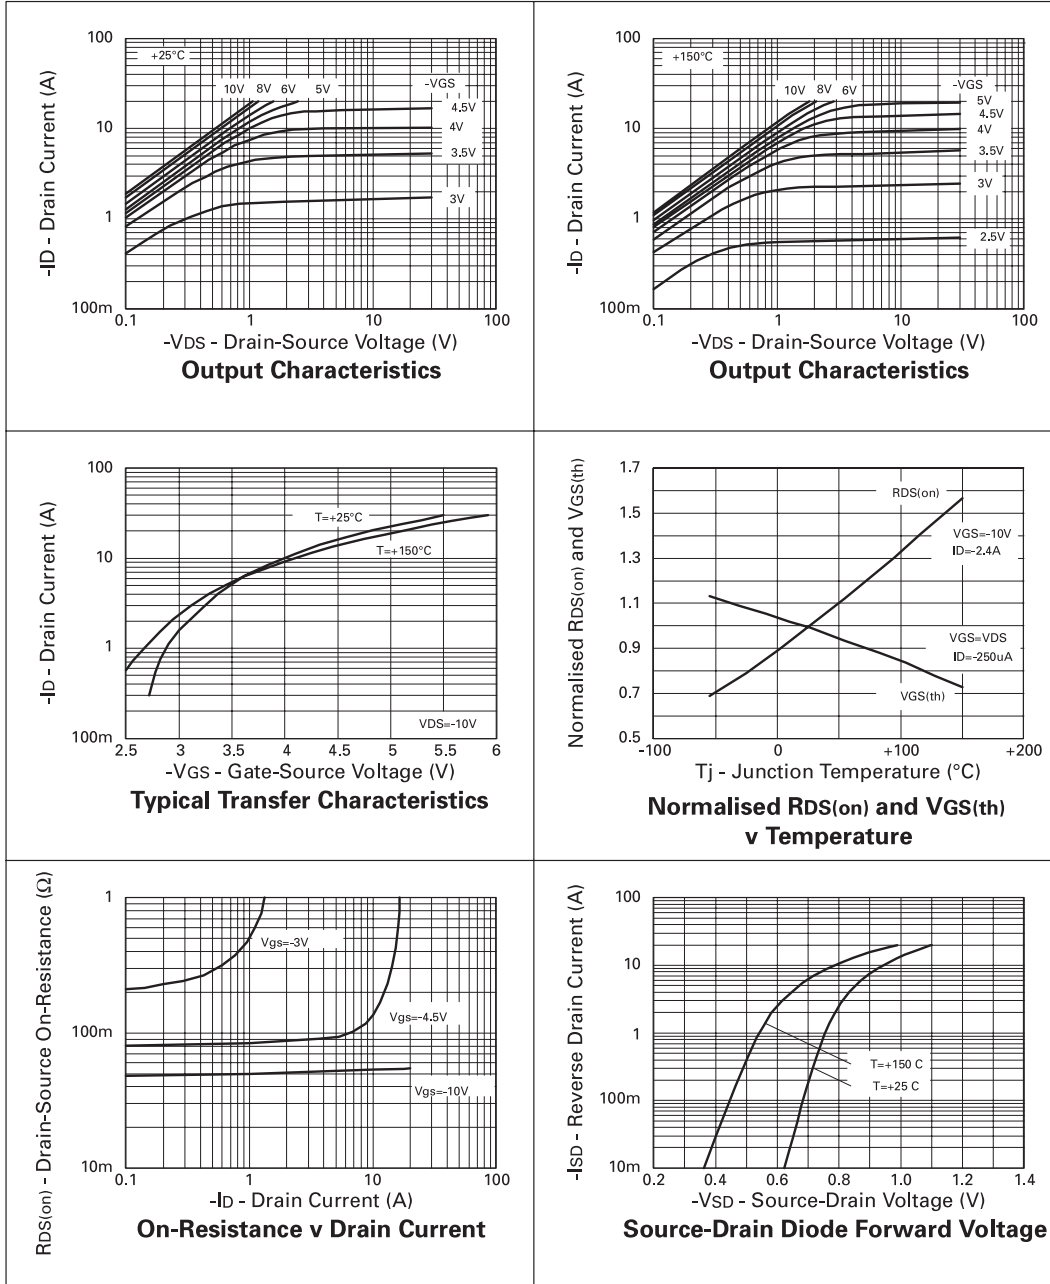 100
+25°C
10V 8V 6V 5V
-VGS
4.5V
4V
3.5V
3V
10
1
100m
0.1 1 10 100
-ID - Drain Current (A)
-VDS - Drain-Source Voltage (V)
Output Characteristics
100
+150°C
10V 8V 6V
-VGS
5V
4.5V
4V
3.5V
3V
2.5V
10
1
100m
0.1 1 10 100
-ID - Drain Current (A)
-VDS - Drain-Source Voltage (V)
Output Characteristics
100
10
1
100m
T=+25°C
T=+150°C
VDS=-10V
2.5 3 3.5 4 4.5 5 5.5 6
-ID - Drain Current (A)
-VGS - Gate-Source Voltage (V)
Typical Transfer Characteristics
1.7
1.5
1.3
1.1
0.9
0.7
0.5
RDS(on)
VGS=-10V
ID=-2.4A
VGS=VDS
ID=-250uA
VGS(th)
-100 0 +100 +200
Normalised RDS(on) and VGS(th)
Tj - Junction Temperature (°C)
Normalised RDS(on) and VGS(th)
v Temperature
1
100m
10m
Vgs=-3V
Vgs=-4.5V
Vgs=-10V
0.1 1 10 100
RDS(on) - Drain-Source On-Resistance (Ω)
-ID - Drain Current (A)
On-Resistance v Drain Current
100
10
1
100m
10m
T=+150 C
T=+25 C
0.2 0.4 0.6 0.8 1.0 1.2 1.4
-ISD - Reverse Drain Current (A)
-VSD - Source-Drain Voltage (V)
Source-Drain Diode Forward Voltage